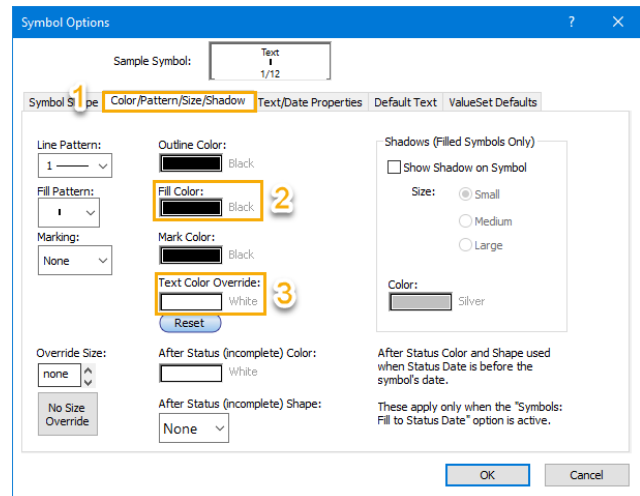 Symbol Options
?
Sample Symbol:
Text
1/12
1
Symbol S pe Color/Pattern/Size/Shadow Text/Date Properties Default Text ValueSet Defaults
Line Pattern:
1
Outline Color:
Black
Shadows (Filled Symbols Only)
Show Shadow on Symbol
Fill Pattern:
Fill Color:
Black
2
Size:
Small
Medium
Large
Marking:
None
Mark Color:
Black
Text Color Override:
White
3
Reset
Color:
Silver
Override Size:
none
No Size
Override
After Status (incomplete) Color:
White
After Status (incomplete) Shape:
None
After Status Color and Shape used
when Status Date is before the
symbol's date.
These apply only when the "Symbols:
Fill to Status Date" option is active.
OK
Cancel